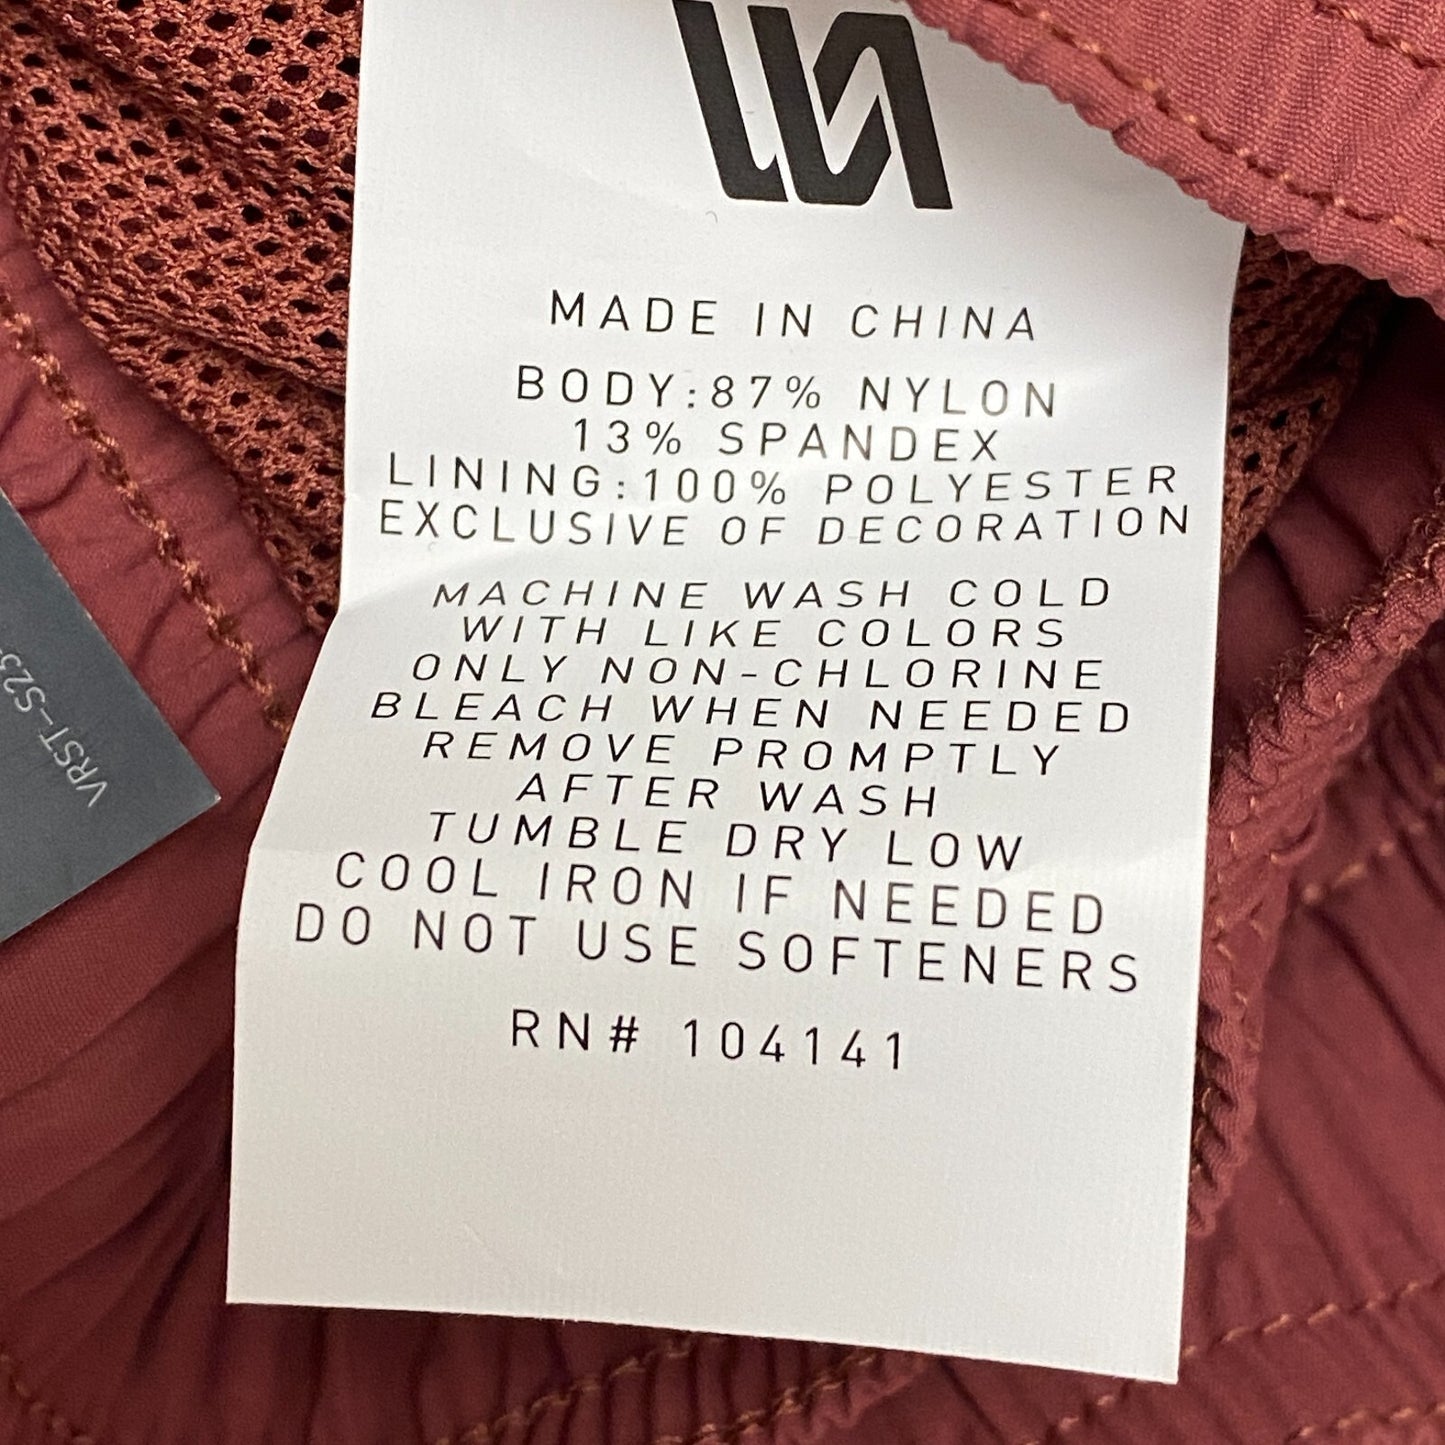 MADE IN CHINA
BODY:87% NYLON
13% SPANDEX
LINING:100% POLYESTER
EXCLUSIVE OF DECORATION
MACHINE WASH COLD
WITH LIKE COLORS
ONLY NON-CHLORINE
BLEACH WHEN NEEDED
REMOVE PROMPTLY
AFTER WASH
TUMBLE DRY LOW
COOL IRON IF NEEDED
DO NOT USE SOFTENERS
RN# 104141
VRST-S23